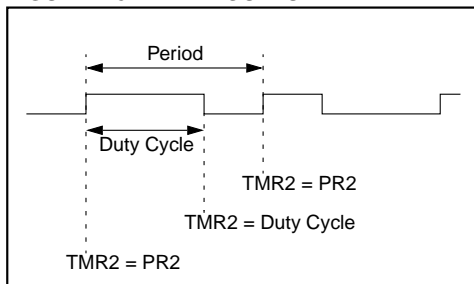 Period
Duty Cycle
TMR2 = PR2
TMR2 = Duty Cycle
TMR2 = PR2